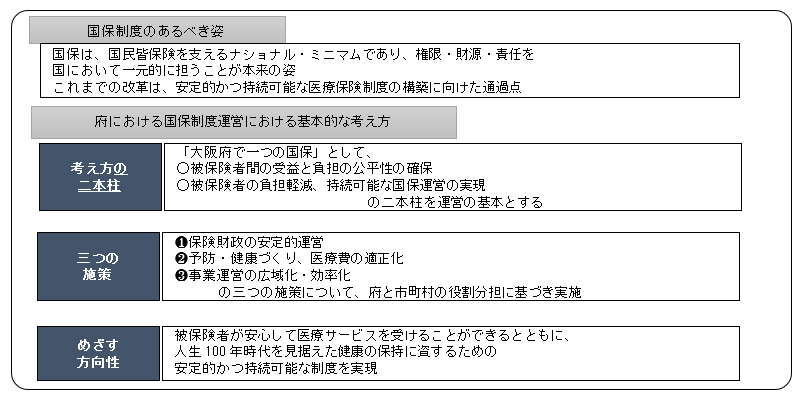 国保制度のあるべき姿
国保は、国民皆保険を支えるナショナル・ミニマムであり、権限・財源・責任を
国において一元的に担うことが本来の姿
これまでの改革は、安定的かつ持続可能な医療保険制度の構築に向けた通過点
府における国保制度運営における基本的な考え方
考え方の
二本柱
「大阪府で一つの国保」として、
〇被保険者間の受益と負担の公平性の確保
〇被保険者の負担軽減、持続可能な国保運営の実現
の二本柱を運営の基本とする
三つの
施策
❶保険財政の安定的運営
❷予防・健康づくり、医療費の適正化
❸事業運営の広域化・効率化
の三つの施策について、府と市町村の役割分担に基づき実施
めざす
方向性
被保険者が安心して医療サービスを受けることができるとともに、
人生100年時代を見据えた健康の保持に資するための
安定的かつ持続可能な制度を実現